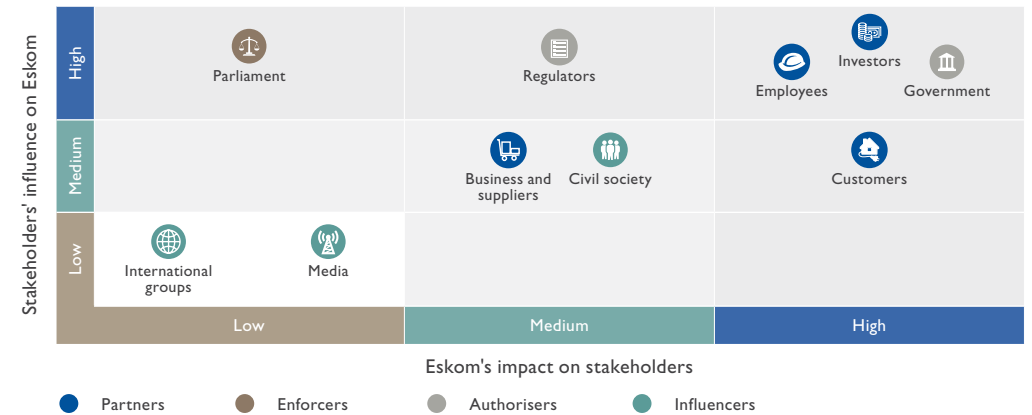 Stakeholders' influence on Eskom
High
Parliament
Regulators
Employees
Investors
Government
Medium
Business and
suppliers
Civil society
Customers
Low
International
groups
Media
Low
Medium
High
Eskom's impact on stakeholders
Partners
Enforcers
Authorisers
Influencers